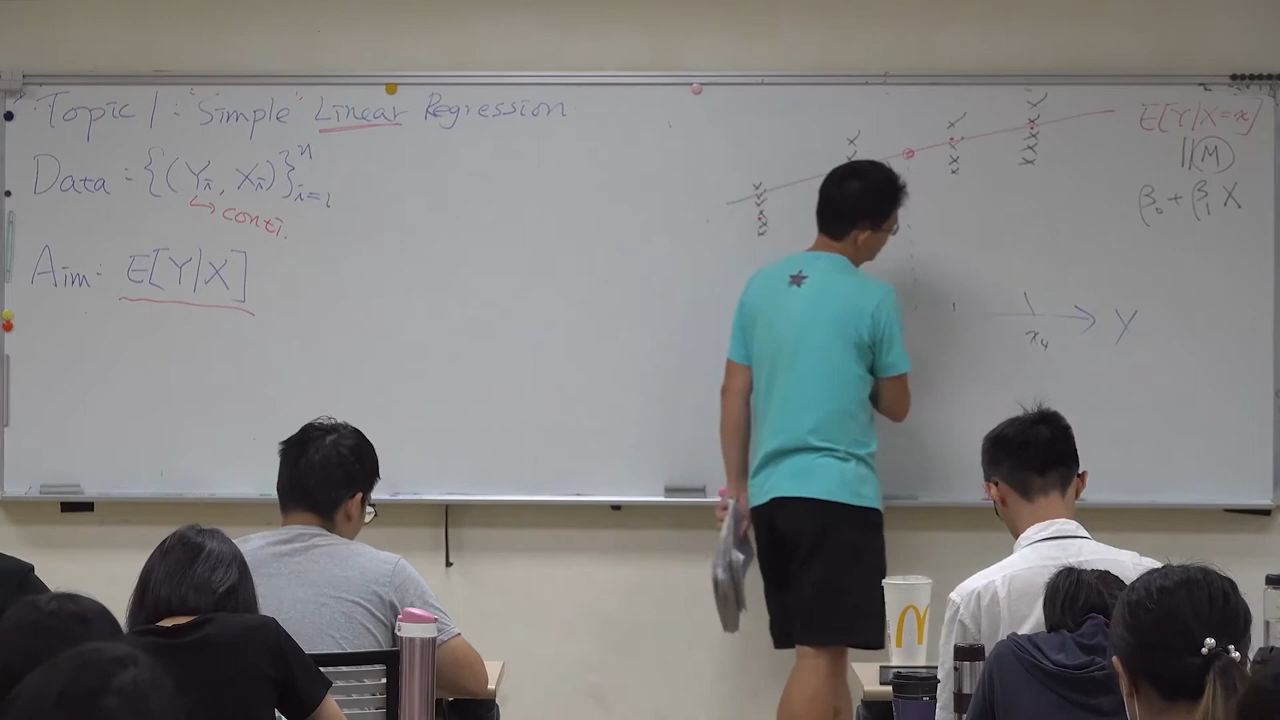 Topic 1: "Simple" Linear Regression
Data: {(Yᵢ, Xᵢ)}ⁿᵢ₌₁
↳ conti.
Aim: E[Y|X]
E[Y|X=x]
|| M
β₀ + β₁ X
x₄
Y